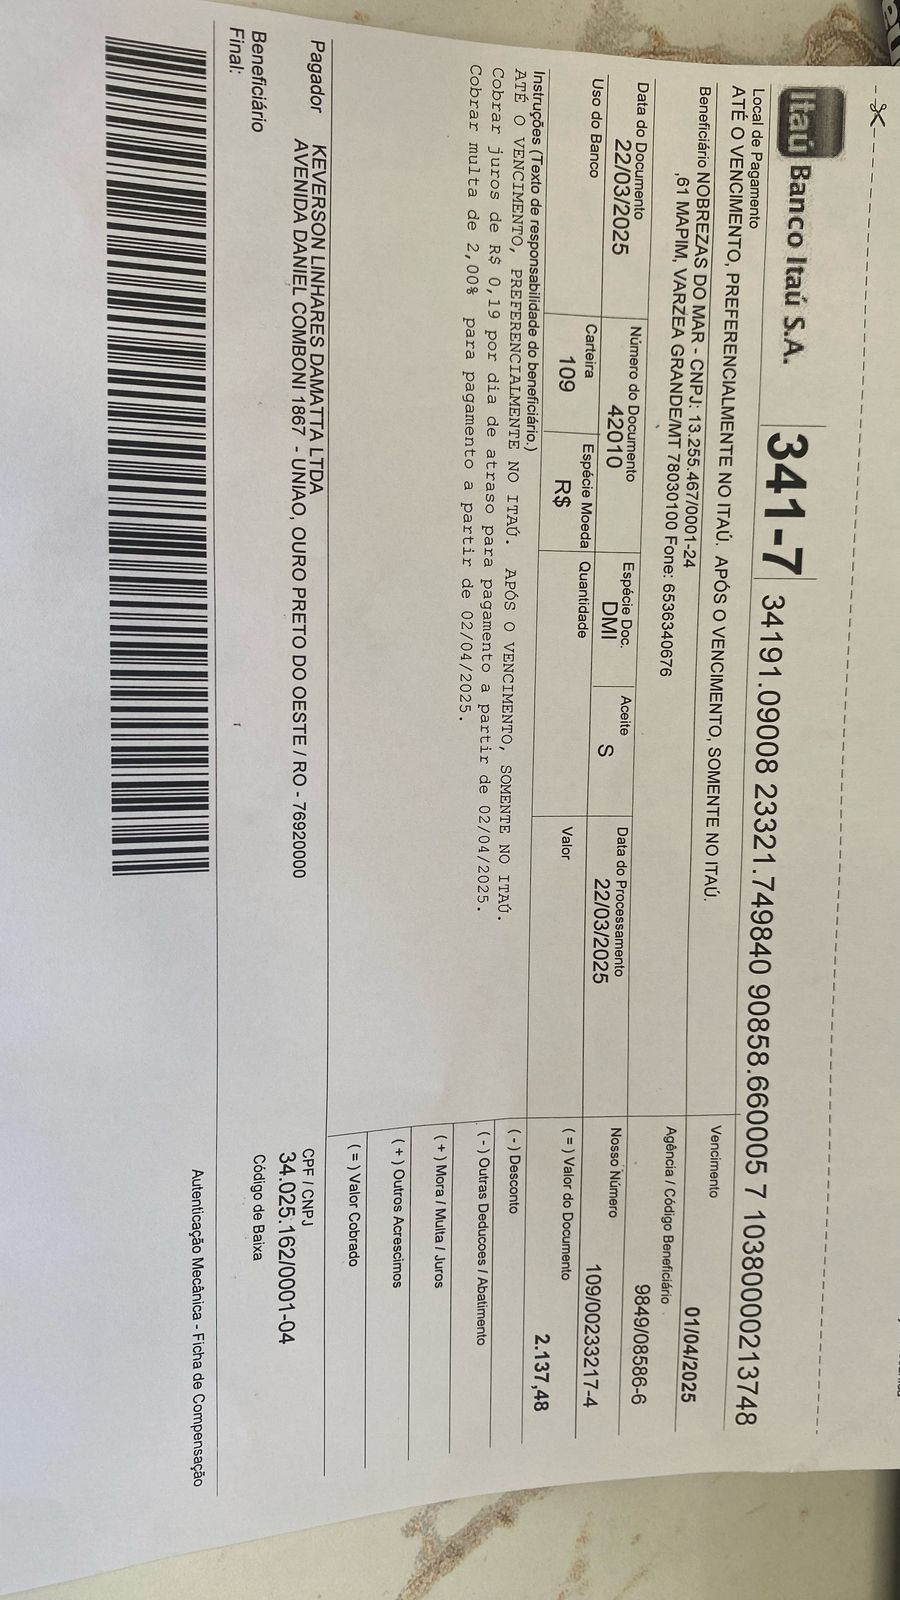 Itaú Banco Itaú S.A. 341-7 34191.09008 23321.749840 90858.660005 7 10380000213748
Local de Pagamento
ATÉ O VENCIMENTO, PREFERENCIALMENTE NO ITAÚ. APÓS O VENCIMENTO, SOMENTE NO ITAÚ.
Vencimento
01/04/2025
Beneficiário NOBREZAS DO MAR - CNPJ: 13.255.467/0001-24
,61 MAPIM, VARZEA GRANDE/MT 78030100 Fone: 6536340676
Agência / Código Beneficiário
9849/08586-6
Data do Documento Número do Documento Espécie Doc. Aceite Data do Processamento Nosso Número
22/03/2025 42010 DMI S 22/03/2025 109/00233217-4
Uso do Banco Carteira Espécie Moeda Quantidade Valor ( = ) Valor do Documento
109 R$ 2.137,48
Instruções (Texto de responsabilidade do beneficiário.)
ATÉ O VENCIMENTO, PREFERENCIALMENTE NO ITAÚ. APÓS O VENCIMENTO, SOMENTE NO ITAÚ.
Cobrar juros de R$ 0,19 por dia de atraso para pagamento a partir de 02/04/2025.
Cobrar multa de 2,00% para pagamento a partir de 02/04/2025.
( - ) Desconto
( - ) Outras Deducoes / Abatimento
( + ) Mora / Multa / Juros
( + ) Outros Acrescimos
( = ) Valor Cobrado
Pagador KEVERSON LINHARES DAMATTA LTDA
AVENIDA DANIEL COMBONI 1867 - UNIAO, OURO PRETO DO OESTE / RO - 76920000
CPF / CNPJ
34.025.162/0001-04
Beneficiário
Final:
Código de Baixa
Autenticação Mecânica - Ficha de Compensação